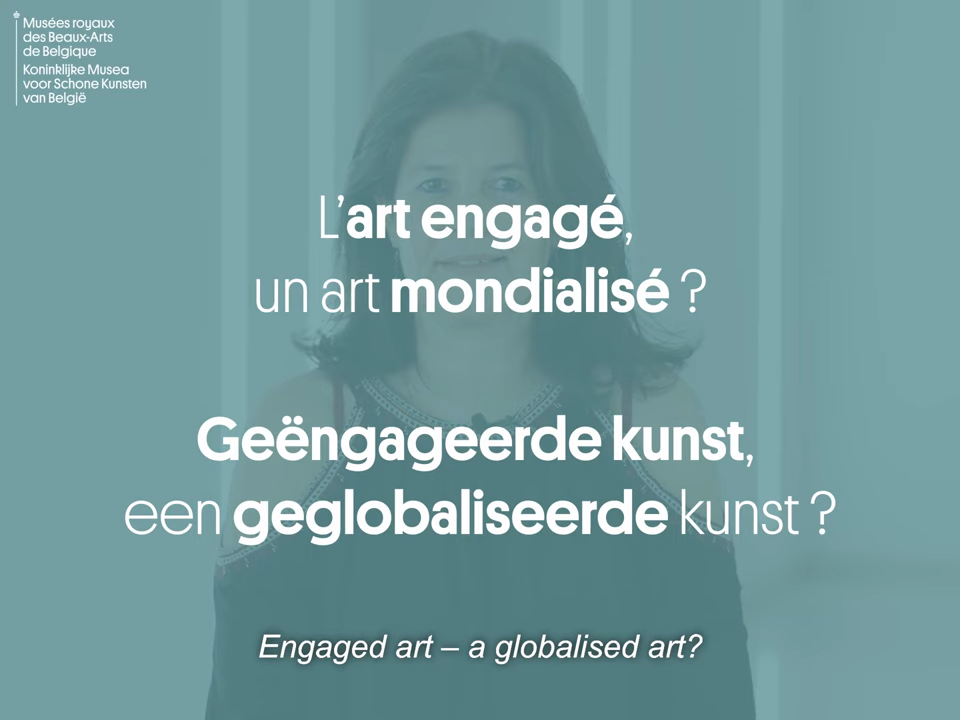 Musées royaux
des Beaux-Arts
de Belgique
Koninklijke Musea
voor Schone Kunsten
van België
L'art engagé,
un art mondialisé ?
Geëngageerde kunst,
een geglobaliseerde kunst ?
Engaged art – a globalised art?